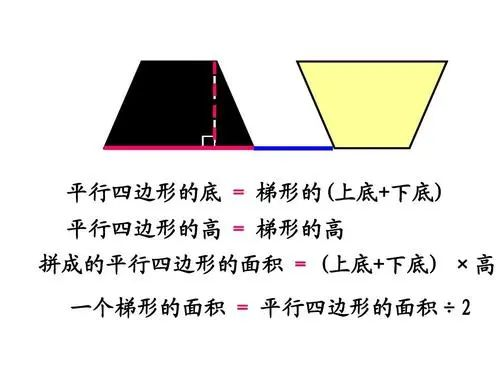 平行四边形的底 = 梯形的(上底+下底)
平行四边形的高 = 梯形的高
拼成的平行四边形的面积 = (上底+下底) ×高
一个梯形的面积 = 平行四边形的面积÷2